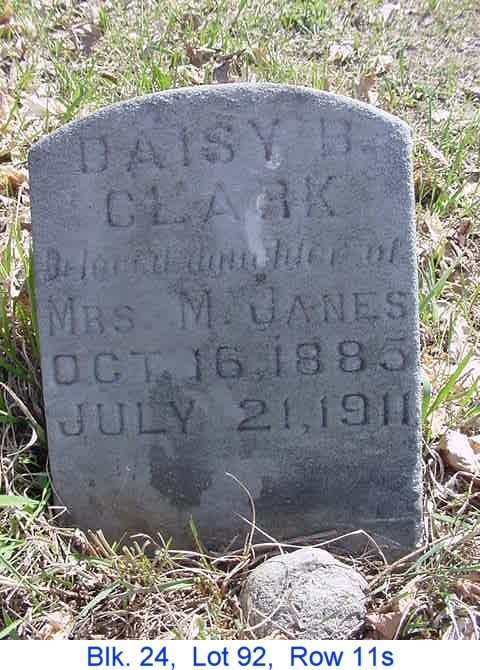 DAISY B.
CLARK
Beloved daughter of
MRS. M. JANES
OCT. 16, 1885
JULY 21, 1911
Blk. 24, Lot 92, Row 11s